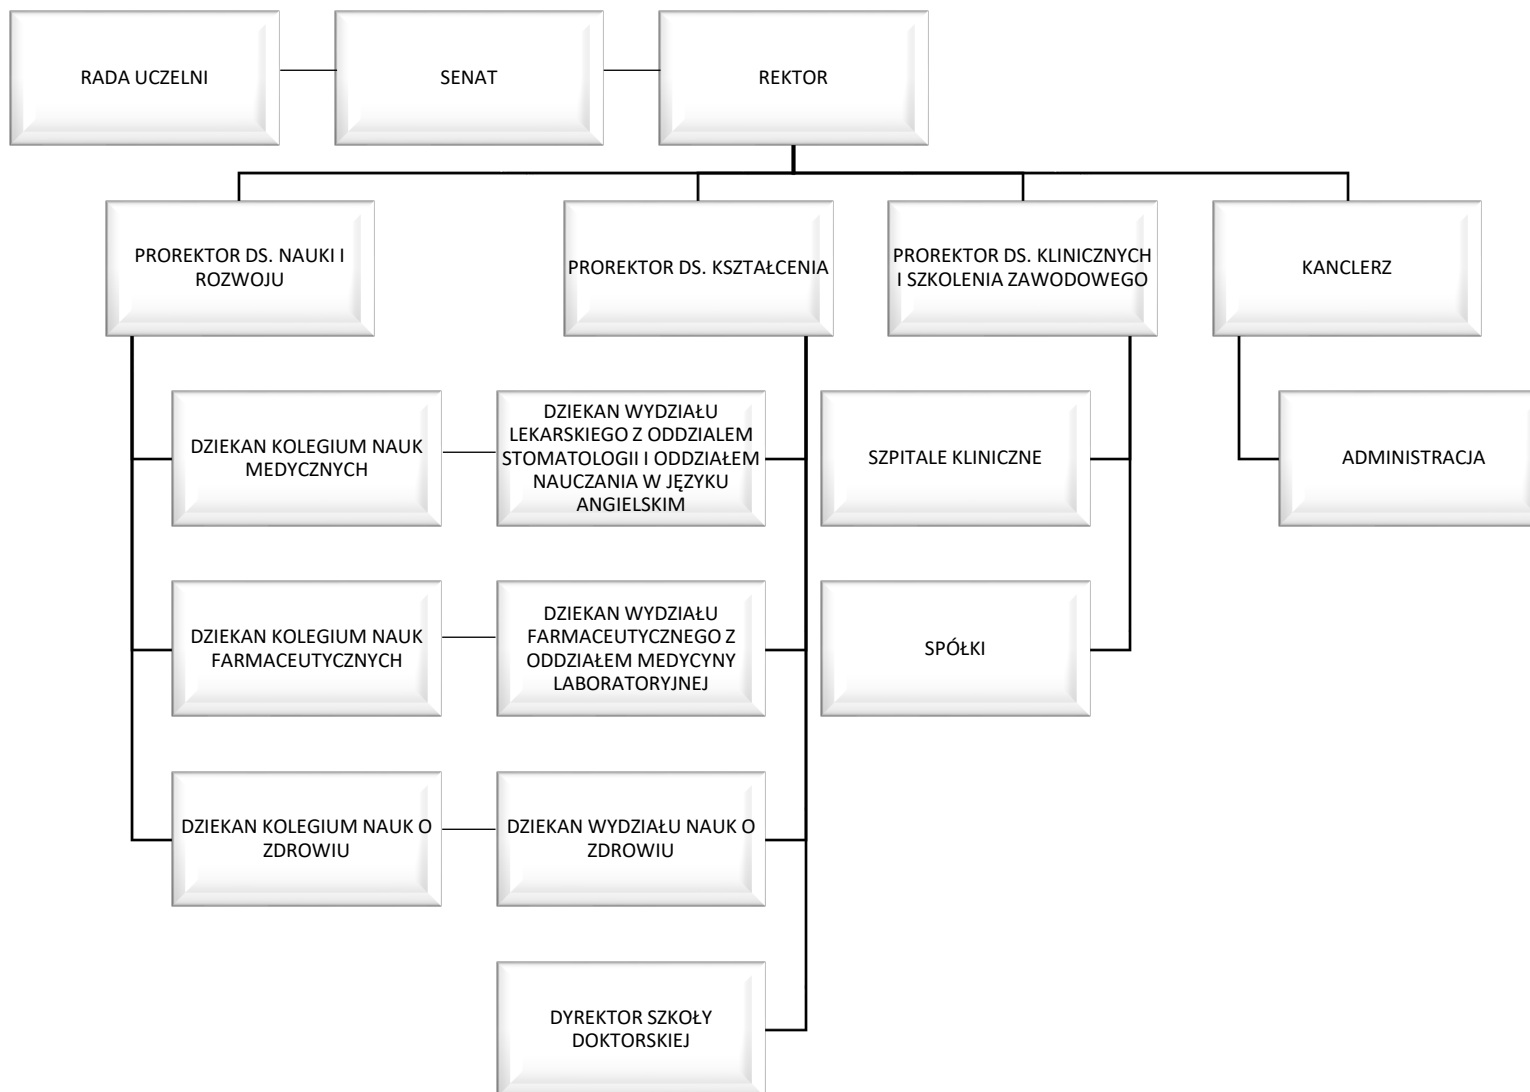 RADA UCZELNI
SENAT
REKTOR
PROREKTOR DS. NAUKI I
ROZWOJU
PROREKTOR DS. KSZTAŁCENIA
PROREKTOR DS. KLINICZNYCH
I SZKOLENIA ZAWODOWEGO
KANCLERZ
DZIEKAN KOLEGIUM NAUK
MEDYCZNYCH
DZIEKAN WYDZIAŁU
LEKARSKIEGO Z ODDZIALEM
STOMATOLOGII I ODDZIAŁEM
NAUCZANIA W JĘZYKU
ANGIELSKIM
SZPITALE KLINICZNE
ADMINISTRACJA
DZIEKAN KOLEGIUM NAUK
FARMACEUTYCZNYCH
DZIEKAN WYDZIAŁU
FARMACEUTYCZNEGO Z
ODDZIAŁEM MEDYCYNY
LABORATORYJNEJ
SPÓŁKI
DZIEKAN KOLEGIUM NAUK O
ZDROWIU
DZIEKAN WYDZIAŁU NAUK O
ZDROWIU
DYREKTOR SZKOŁY
DOKTORSKIEJ